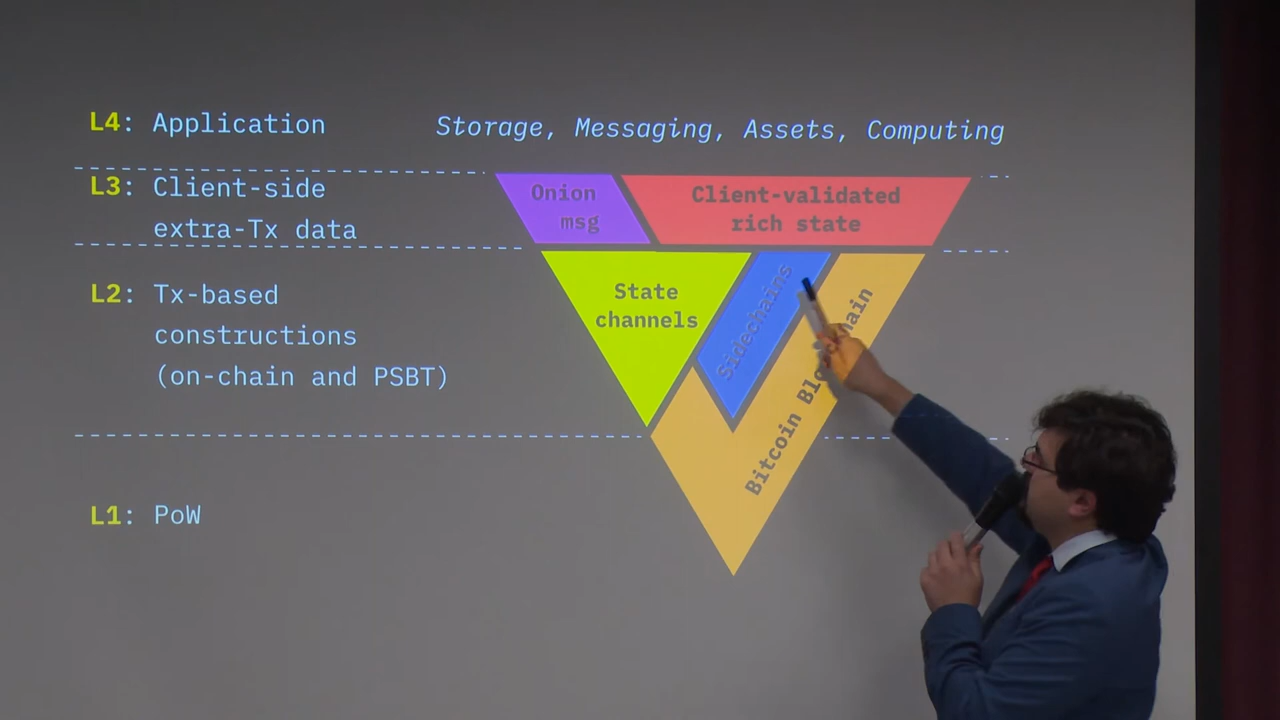 L4: Application
Storage, Messaging, Assets, Computing
L3: Client-side
extra-Tx data
Onion
msg
Client-validated
rich state
L2: Tx-based
constructions
(on-chain and PSBT)
State
channels
Sidechains
Bitcoin
L1: PoW